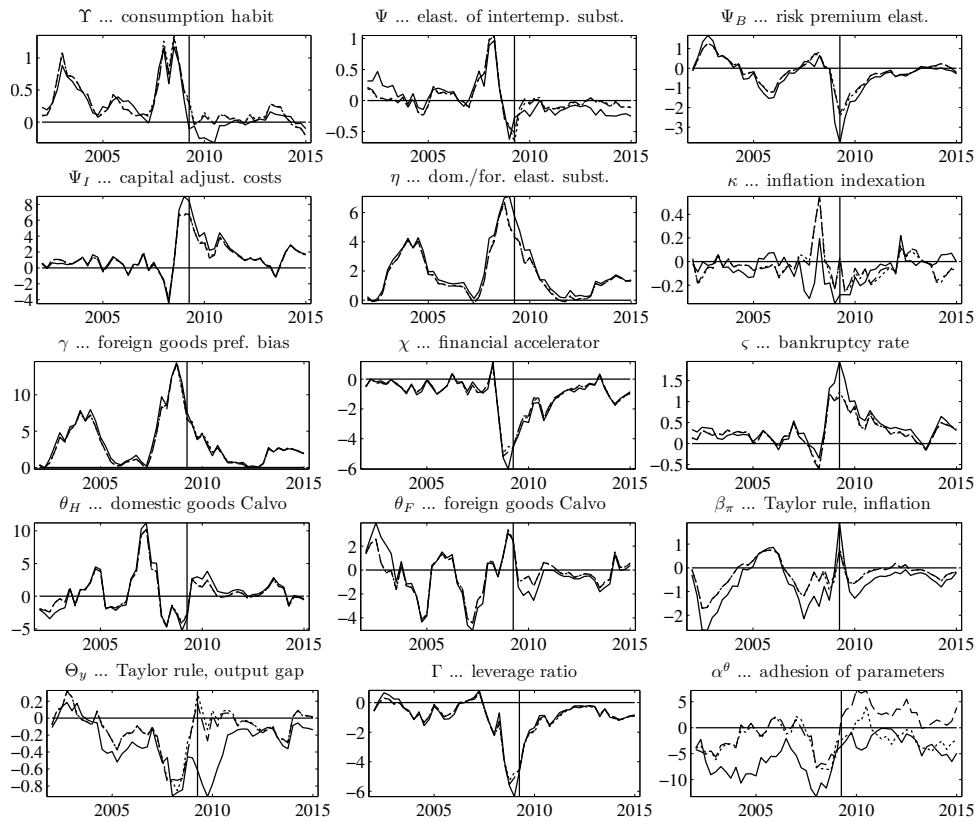 Υ ... consumption habit
Ψ ... elast. of intertemp. subst.
Ψ_B ... risk premium elast.
1
0.5
0
2005 2010 2015
1
0.5
0
−0.5
2005 2010 2015
1
0
−1
−2
−3
2005 2010 2015
Ψ_I ... capital adjust. costs
η ... dom./for. elast. subst.
κ ... inflation indexation
8
6
4
2
0
−2
−4
2005 2010 2015
6
4
2
0
2005 2010 2015
0.4
0.2
0
−0.2
2005 2010 2015
γ ... foreign goods pref. bias
χ ... financial accelerator
ς ... bankruptcy rate
10
5
0
2005 2010 2015
0
−2
−4
−6
2005 2010 2015
1.5
1
0.5
0
−0.5
2005 2010 2015
θ_H ... domestic goods Calvo
θ_F ... foreign goods Calvo
β_π ... Taylor rule, inflation
10
5
0
−5
2005 2010 2015
2
0
−2
−4
2005 2010 2015
1
0
−1
−2
2005 2010 2015
Θ_y ... Taylor rule, output gap
Γ ... leverage ratio
α^θ ... adhesion of parameters
0.2
0
−0.2
−0.4
−0.6
−0.8
2005 2010 2015
0
−2
−4
−6
2005 2010 2015
5
0
−5
−10
2005 2010 2015